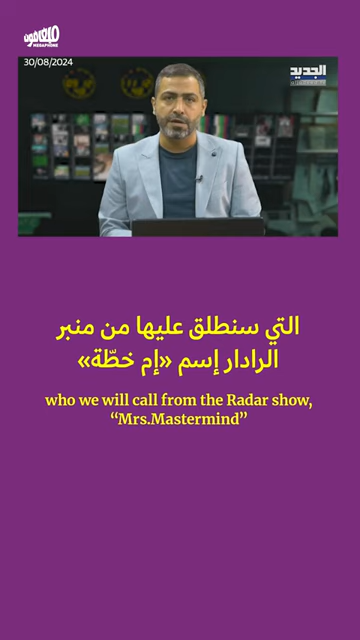 ميغافون
MEGAPHONE
30/08/2024
الجديد
التي سنطلق عليها من منبر
الرادار إسم «إم خطّة»
who we will call from the Radar show,
“Mrs.Mastermind”